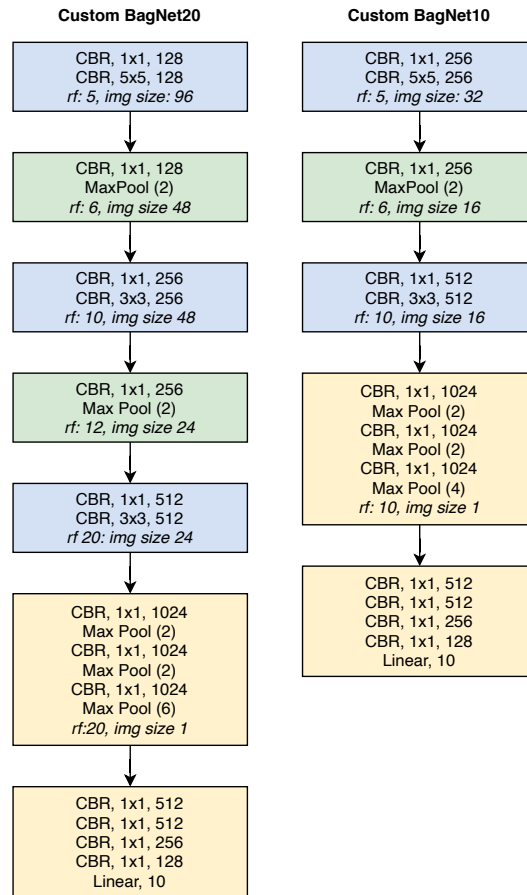 Custom BagNet20
CBR, 1x1, 128
CBR, 5x5, 128
rf: 5, img size: 96
CBR, 1x1, 128
MaxPool (2)
rf: 6, img size 48
CBR, 1x1, 256
CBR, 3x3, 256
rf: 10, img size 48
CBR, 1x1, 256
Max Pool (2)
rf: 12, img size 24
CBR, 1x1, 512
CBR, 3x3, 512
rf 20: img size 24
CBR, 1x1, 1024
Max Pool (2)
CBR, 1x1, 1024
Max Pool (2)
CBR, 1x1, 1024
Max Pool (6)
rf:20, img size 1
CBR, 1x1, 512
CBR, 1x1, 512
CBR, 1x1, 256
CBR, 1x1, 128
Linear, 10
Custom BagNet10
CBR, 1x1, 256
CBR, 5x5, 256
rf: 5, img size: 32
CBR, 1x1, 256
MaxPool (2)
rf: 6, img size 16
CBR, 1x1, 512
CBR, 3x3, 512
rf: 10, img size 16
CBR, 1x1, 1024
Max Pool (2)
CBR, 1x1, 1024
Max Pool (2)
CBR, 1x1, 1024
Max Pool (4)
rf: 10, img size 1
CBR, 1x1, 512
CBR, 1x1, 512
CBR, 1x1, 256
CBR, 1x1, 128
Linear, 10